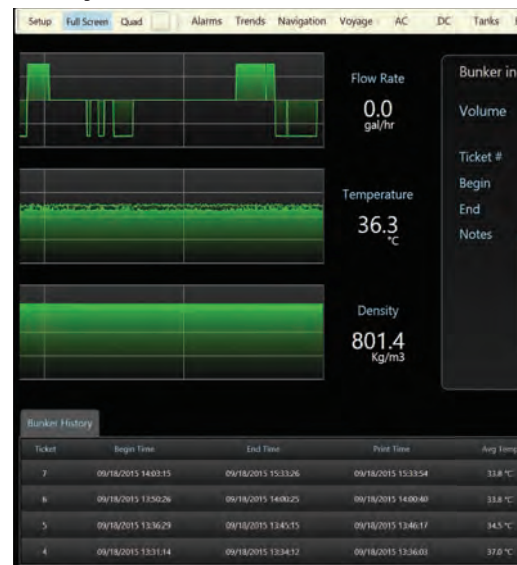 Setup Full Screen Quad Alarms Trends Navigation Voyage AC DC Tanks
Flow Rate
0.0
gal/hr
Temperature
36.3
°C
Density
801.4
Kg/m3
Bunker in
Volume
Ticket #
Begin
End
Notes
Bunker History
Ticket Begin Time End Time Print Time Avg Temp
7 09/18/2015 14:03:15 09/18/2015 15:33:26 09/18/2015 15:33:54 33.8 °C
6 09/18/2015 13:50:26 09/18/2015 14:00:25 09/18/2015 14:00:40 33.8 °C
5 09/18/2015 13:36:29 09/18/2015 13:45:15 09/18/2015 13:46:17 34.5 °C
4 09/18/2015 13:31:14 09/18/2015 13:34:12 09/18/2015 13:36:03 37.0 °C